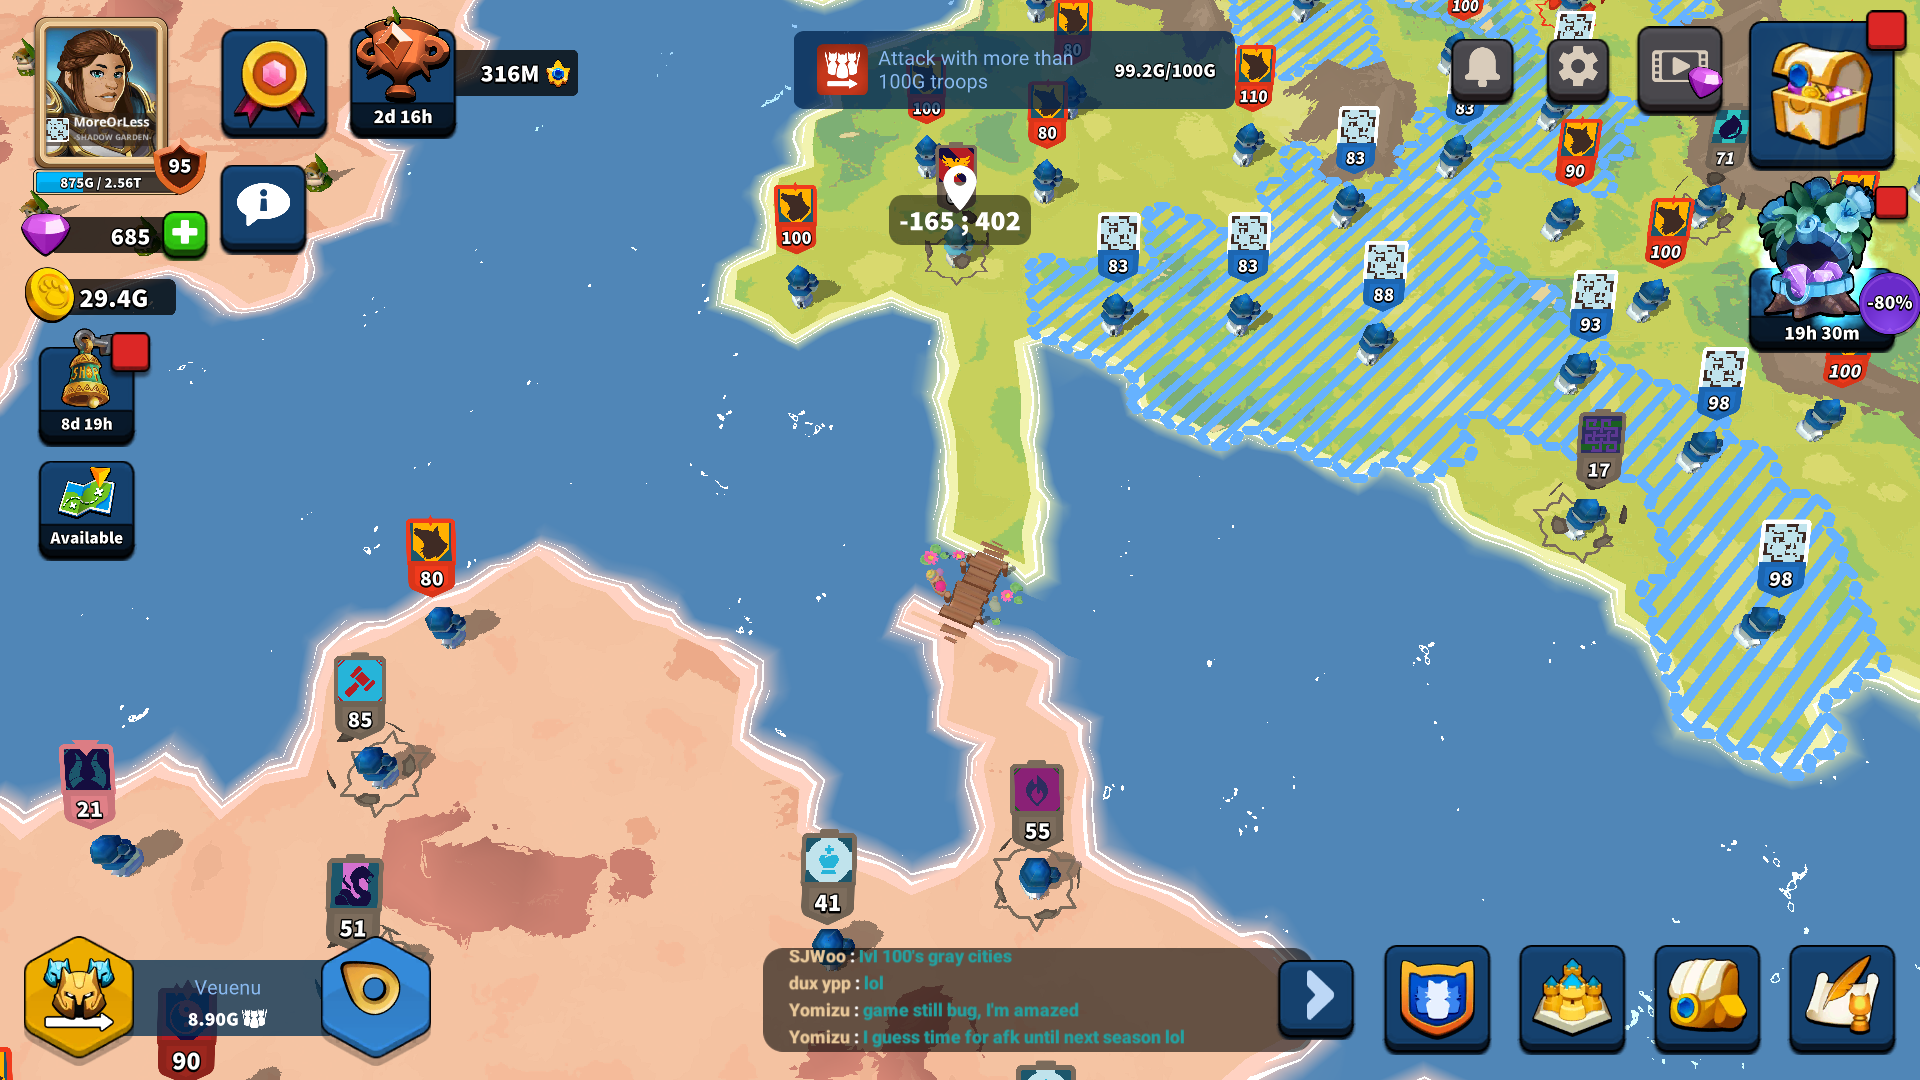 MoreOrLess
-SHADOW GARDEN-
95
875G / 2.56T
685
29.4G
SHOP
8d 19h
Available
2d 16h
316M
Attack with more than
100G troops
99.2G/100G
-165 ; 402
100
80
100
80
110
100
83
83
90
71
100
83
83
88
93
98
100
17
98
-80%
19h 30m
80
85
21
51
41
55
90
Veuenu
8.90G
SJWoo : lvl 100's gray cities
dux ypp : lol
Yomizu : game still bug, I'm amazed
Yomizu : I guess time for afk until next season lol